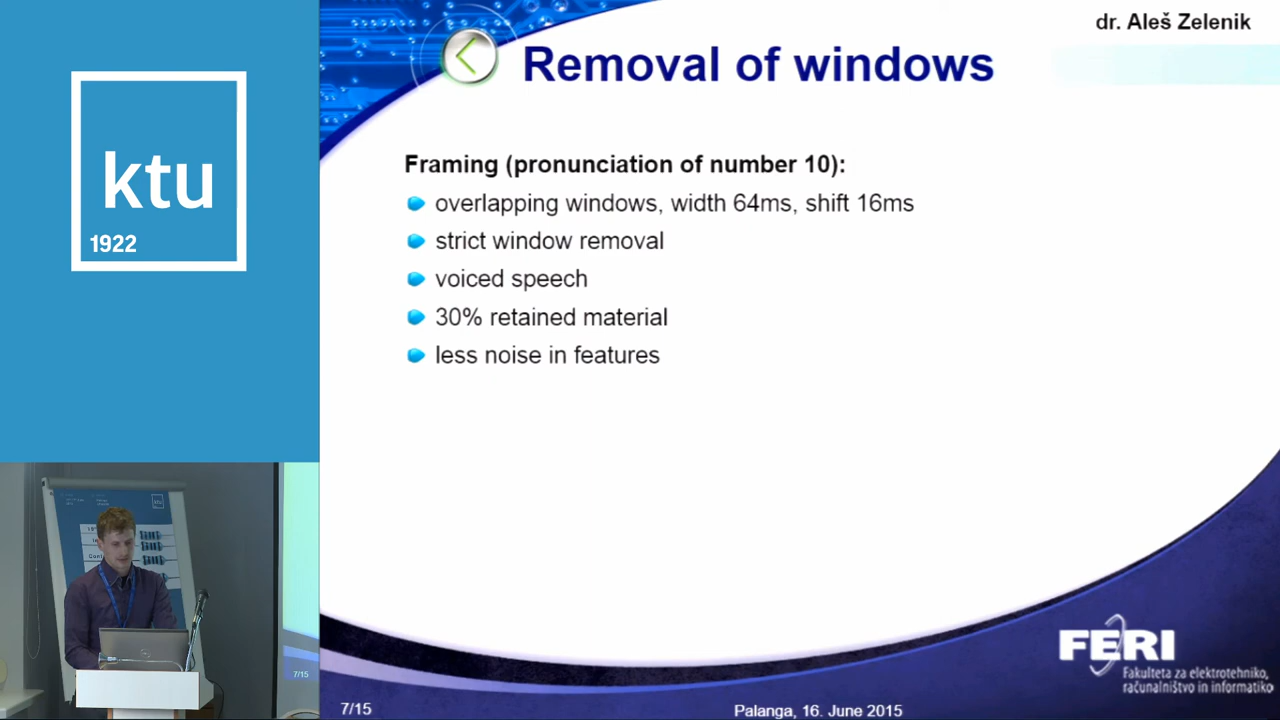 dr. Aleš Zelenik
Removal of windows
ktu
1922
Framing (pronunciation of number 10):
overlapping windows, width 64ms, shift 16ms
strict window removal
voiced speech
30% retained material
less noise in features
7/15
7/15
Palanga, 16. June 2015
FERI
Fakulteta za elektrotehniko,
računalništvo in informatiko